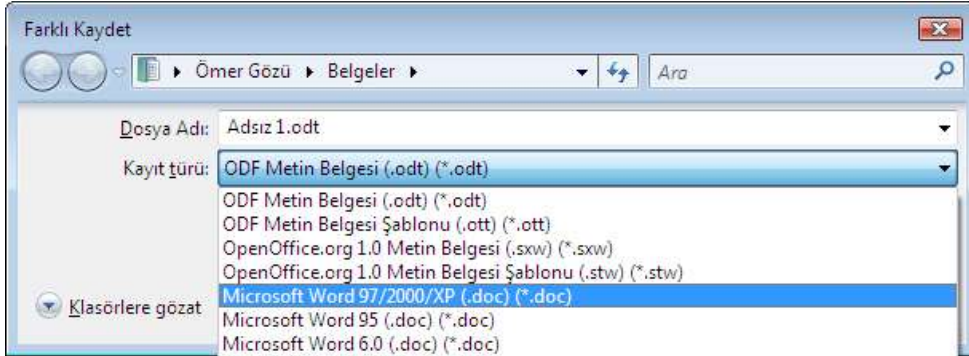 Farklı Kaydet
Ömer Gözü Belgeler Ara
Dosya Adı: Adsız 1.odt
Kayıt türü: ODF Metin Belgesi (.odt) (*.odt)
ODF Metin Belgesi (.odt) (*.odt)
ODF Metin Belgesi Şablonu (.ott) (*.ott)
OpenOffice.org 1.0 Metin Belgesi (.sxw) (*.sxw)
OpenOffice.org 1.0 Metin Belgesi Şablonu (.stw) (*.stw)
Microsoft Word 97/2000/XP (.doc) (*.doc)
Klasörlere gözat
Microsoft Word 95 (.doc) (*.doc)
Microsoft Word 6.0 (.doc) (*.doc)